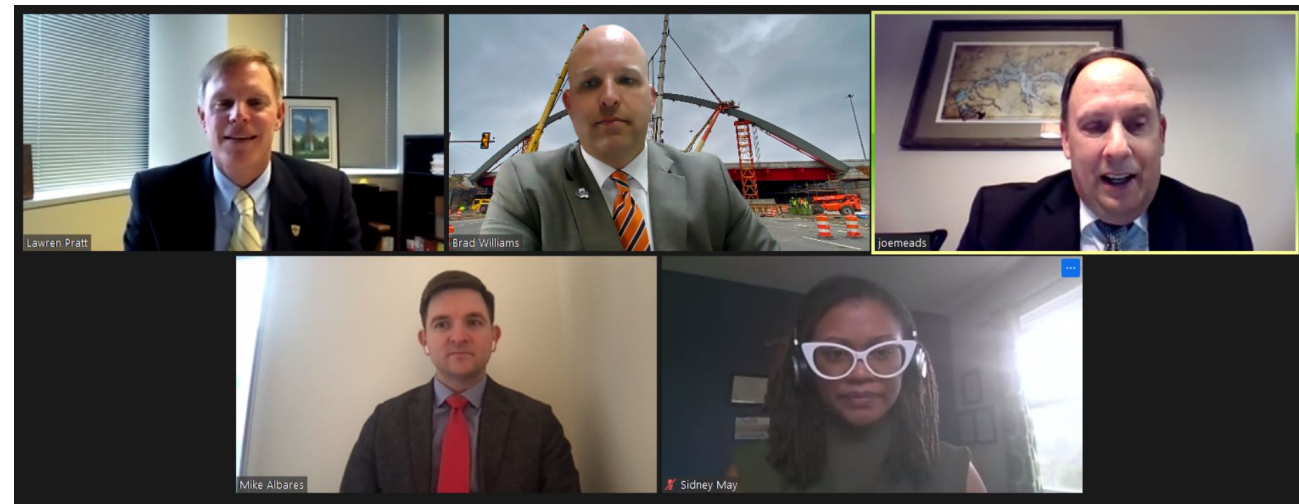 Lawren Pratt
Brad Williams
joemeads
Mike Albares
Sidney May